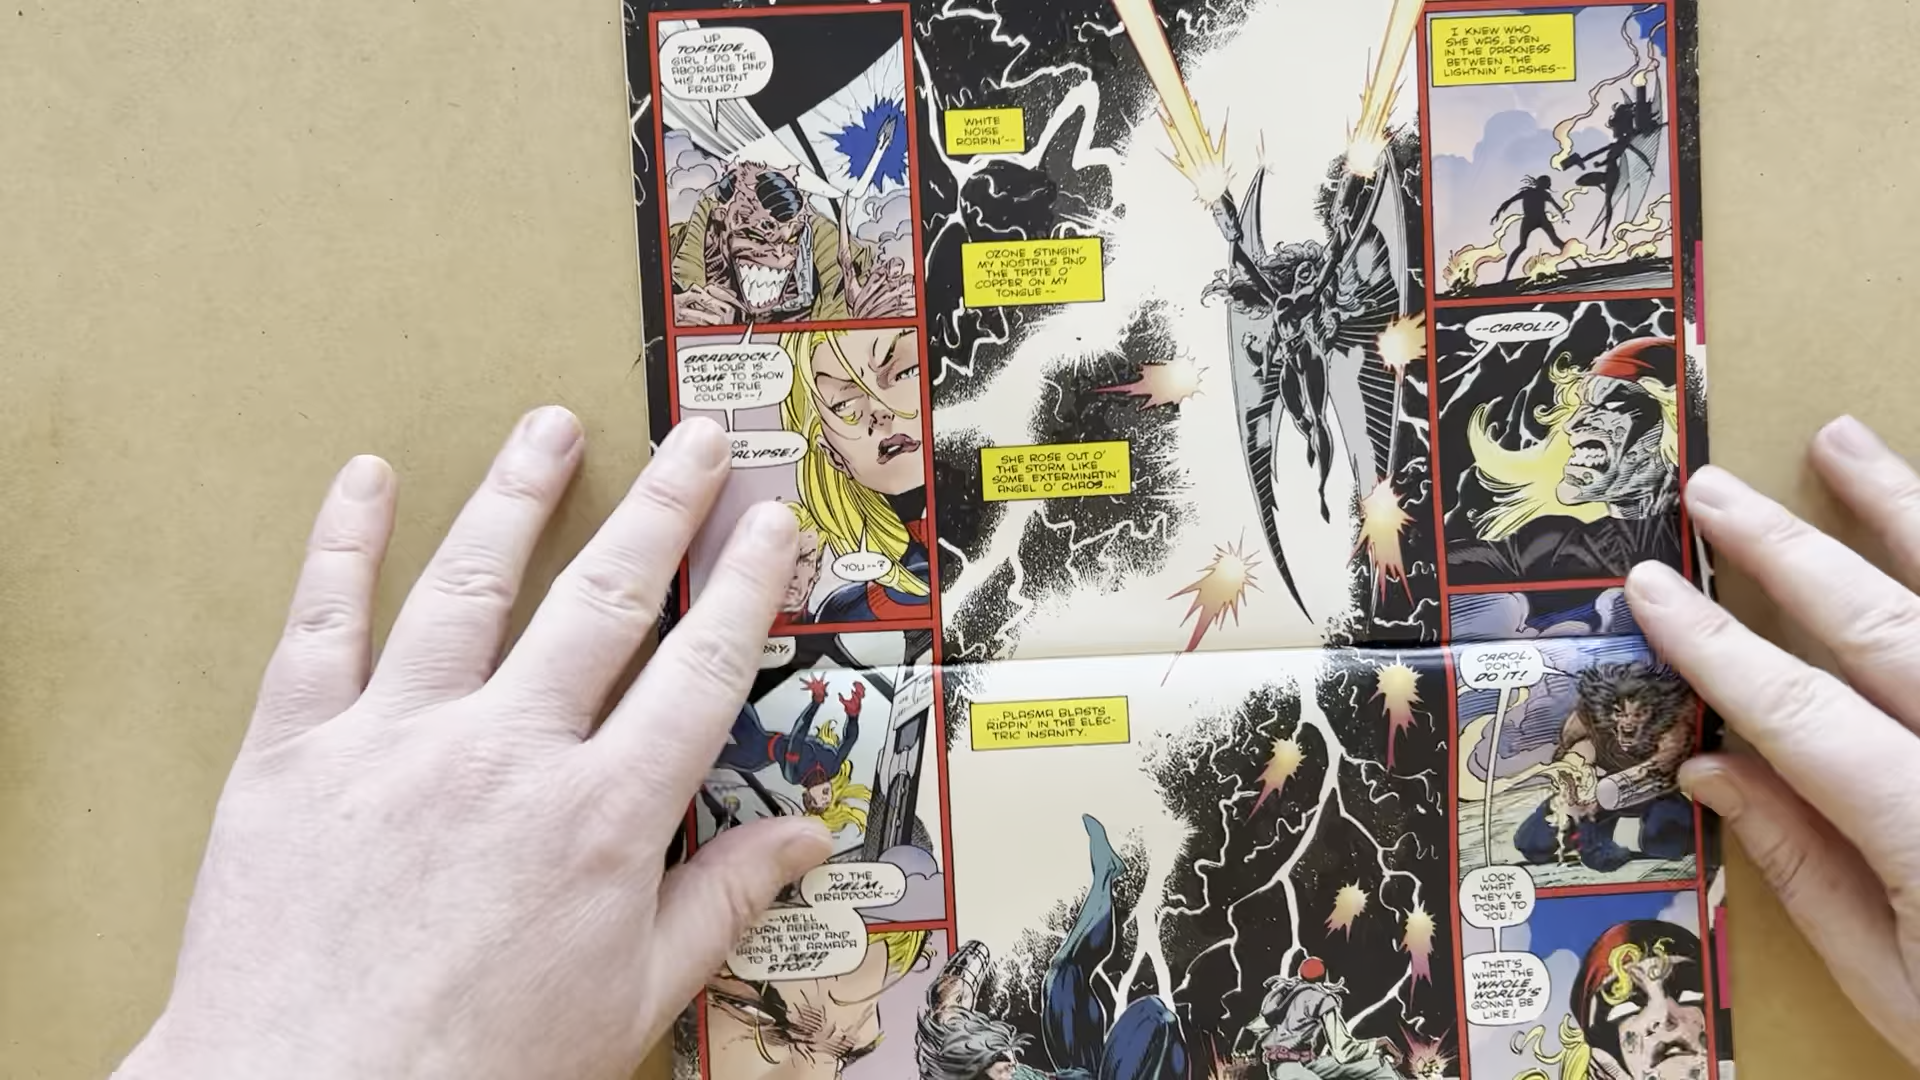 UP
TOPSIDE,
GIRL! DO THE
ABORIGINE AND
HIS MUTANT
FRIEND!
BRADDOCK!
THE HOUR IS
COME TO SHOW
YOUR TRUE
COLORS--!
YOU--?
TO THE
HELM,
BRADDOCK--!
--WE'LL
TURN ABEAM
THE WIND AND
BRING THE ARMADA
TO A DEAD
STOP!
WHITE
NOISE
ROARIN'--
OZONE STINGIN'
MY NOSTRILS AND
THE TASTE O'
COPPER ON MY
TONGUE--
SHE ROSE OUT O'
THE STORM LIKE
SOME EXTERMINATIN'
ANGEL O' CHAOS...
...PLASMA BLASTS
RIPPIN' IN THE ELEC-
TRIC INSANITY.
I KNEW WHO
SHE WAS, EVEN
IN THE DARKNESS
BETWEEN THE
LIGHTNIN' FLASHES--
--CAROL!!
CAROL,
DON'T
DO IT!
LOOK
WHAT
THEY'VE
DONE TO
YOU!
THAT'S
WHAT THE
WHOLE
WORLD'S
GONNA BE
LIKE!